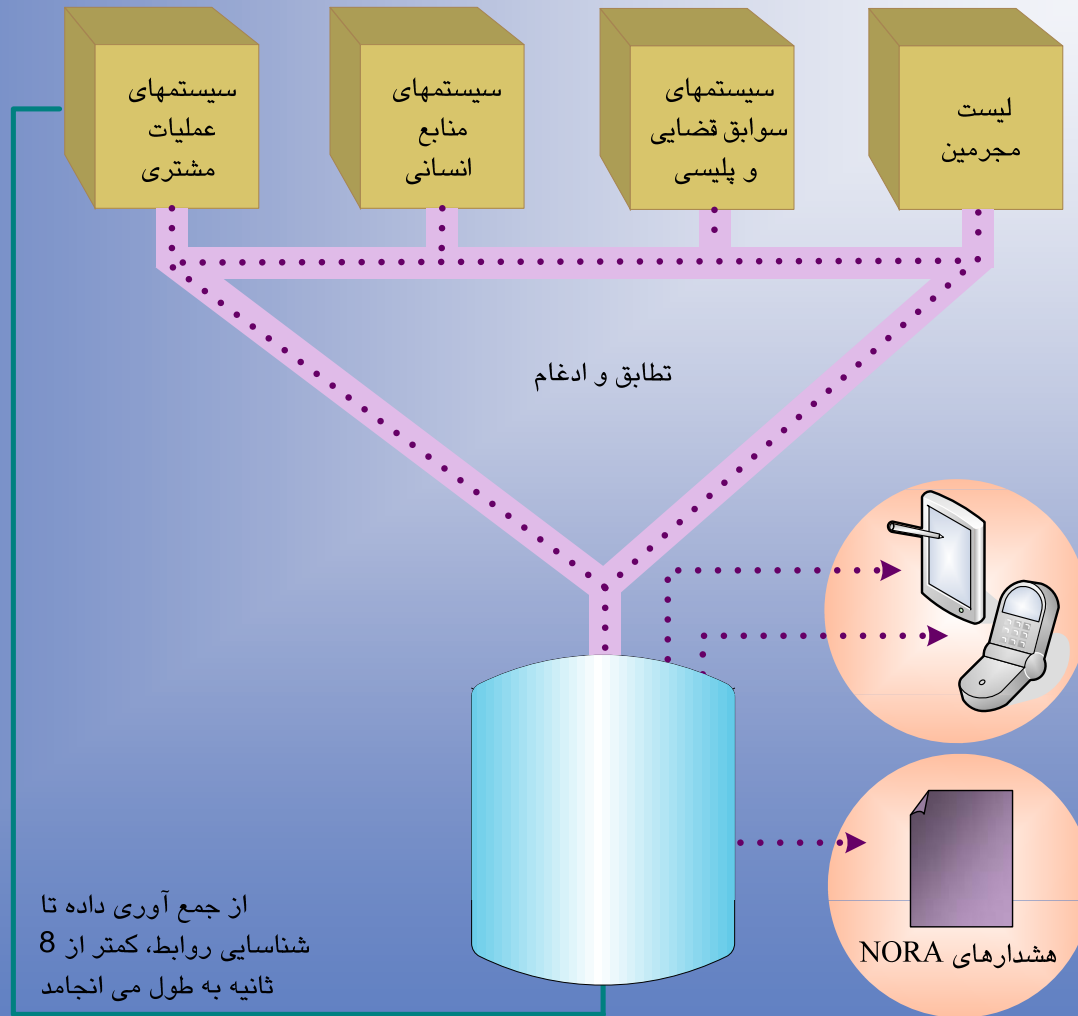 لیست
مجرمین
سیستمهای
سوابق قضایی
و پلیسی
سیستمهای
منابع
انسانی
سیستمهای
عملیات
مشتری
تطابق و ادغام
هشدارهای NORA
از جمع آوری داده تا
شناسایی روابط، کمتر از 8
ثانیه به طول می انجامد